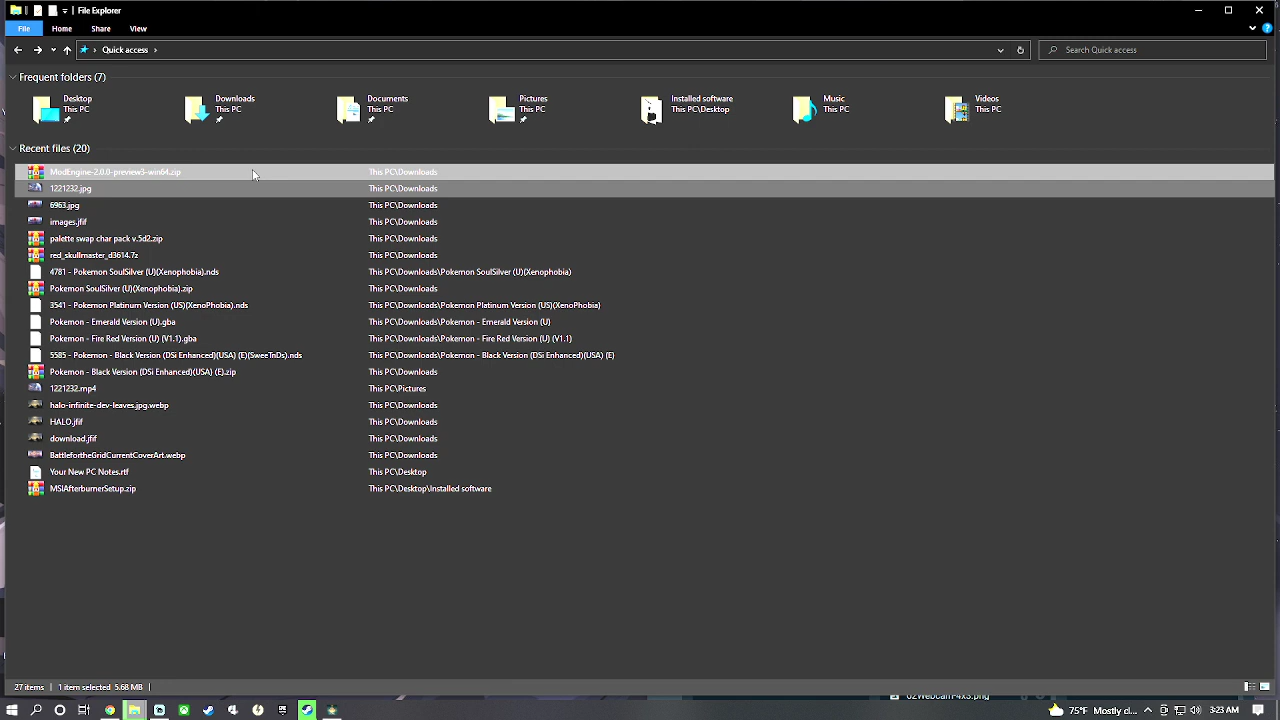 File Explorer
File Home Share View
Quick access
Search Quick access
Frequent folders (7)
Desktop
This PC
Downloads
This PC
Documents
This PC
Pictures
This PC
Installed software
This PC\Desktop
Music
This PC
Videos
This PC
Recent files (20)
ModEngine-2.0.0-preview3-win64.zip This PC\Downloads
1221232.jpg This PC\Downloads
6963.jpg This PC\Downloads
images.jfif This PC\Downloads
palette swap char pack v.5d2.zip This PC\Downloads
red_skullmaster_d3614.7z This PC\Downloads
4781 - Pokemon SoulSilver (U)(Xenophobia).nds This PC\Downloads\Pokemon SoulSilver (U)(Xenophobia)
Pokemon SoulSilver (U)(Xenophobia).zip This PC\Downloads
3541 - Pokemon Platinum Version (US)(XenoPhobia).nds This PC\Downloads\Pokemon Platinum Version (US)(XenoPhobia)
Pokemon - Emerald Version (U).gba This PC\Downloads\Pokemon - Emerald Version (U)
Pokemon - Fire Red Version (U) (V1.1).gba This PC\Downloads\Pokemon - Fire Red Version (U) (V1.1)
5585 - Pokemon - Black Version (DSi Enhanced)(USA) (E)(SweeTnDs).nds This PC\Downloads\Pokemon - Black Version (DSi Enhanced)(USA) (E)
Pokemon - Black Version (DSi Enhanced)(USA) (E).zip This PC\Downloads
1221232.mp4 This PC\Pictures
halo-infinite-dev-leaves.jpg.webp This PC\Downloads
HALO.jfif This PC\Downloads
download.jfif This PC\Downloads
BattlefortheGridCurrentCoverArt.webp This PC\Downloads
Your New PC Notes.rtf This PC\Desktop
MSIAfterburnerSetup.zip This PC\Desktop\Installed software
27 items 1 item selected 5.68 MB
75°F Mostly cl... 3:23 AM